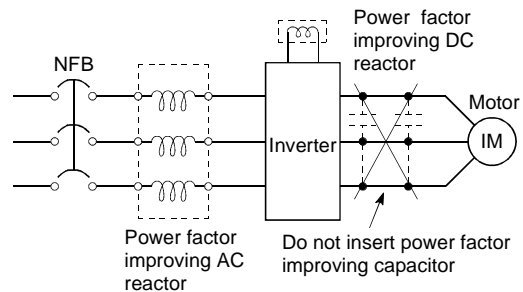 Power factor
improving DC
reactor
NFB
Motor
Inverter
IM
Power factor
improving AC
reactor
Do not insert power factor
improving capacitor